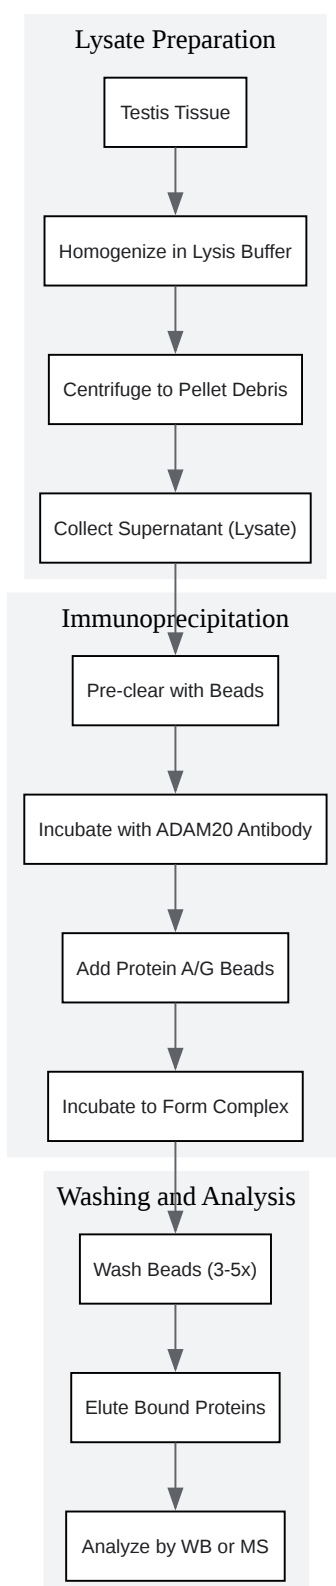 Lysate Preparation
Testis Tissue
Homogenize in Lysis Buffer
Centrifuge to Pellet Debris
Collect Supernatant (Lysate)
Immunoprecipitation
Pre-clear with Beads
Incubate with ADAM20 Antibody
Add Protein A/G Beads
Incubate to Form Complex
Washing and Analysis
Wash Beads (3-5x)
Elute Bound Proteins
Analyze by WB or MS